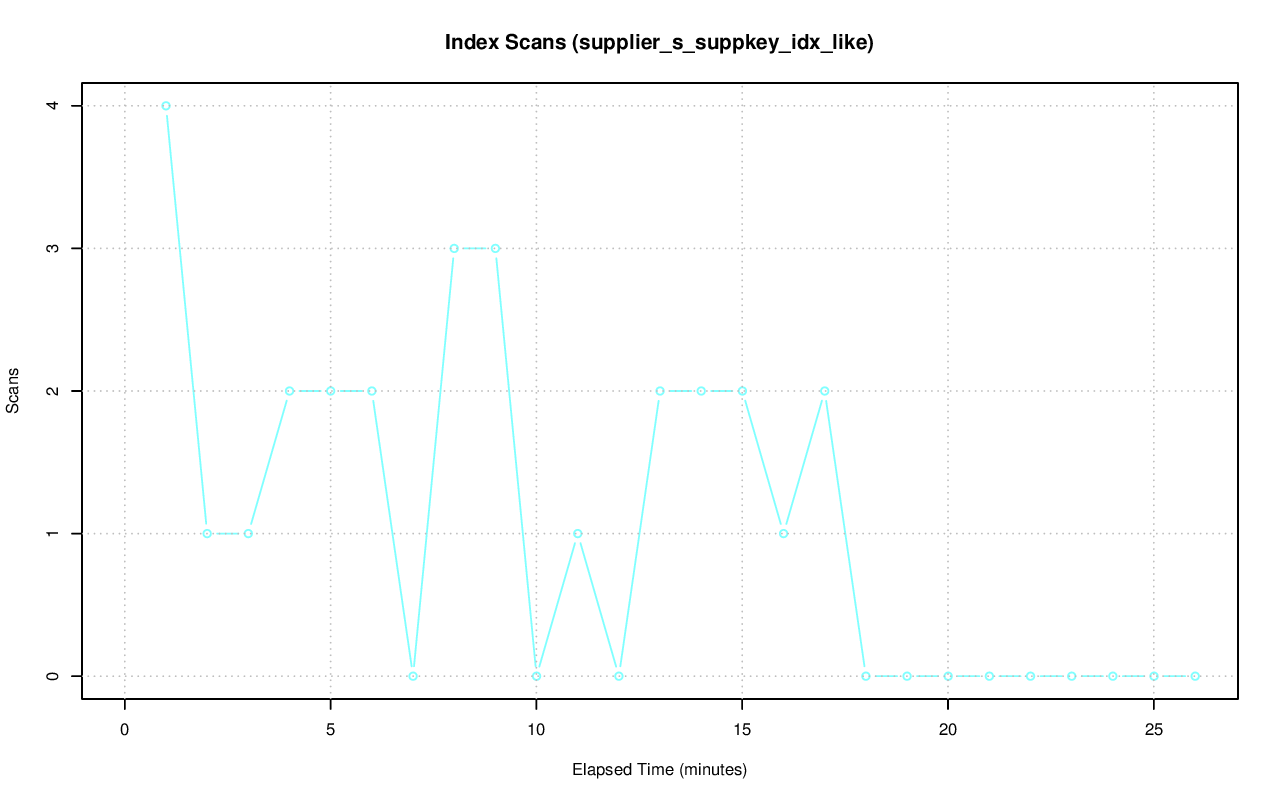 Index Scans (supplier_s_suppkey_idx_like)
4
3
2
1
0
Scans
0 5 10 15 20 25
Elapsed Time (minutes)